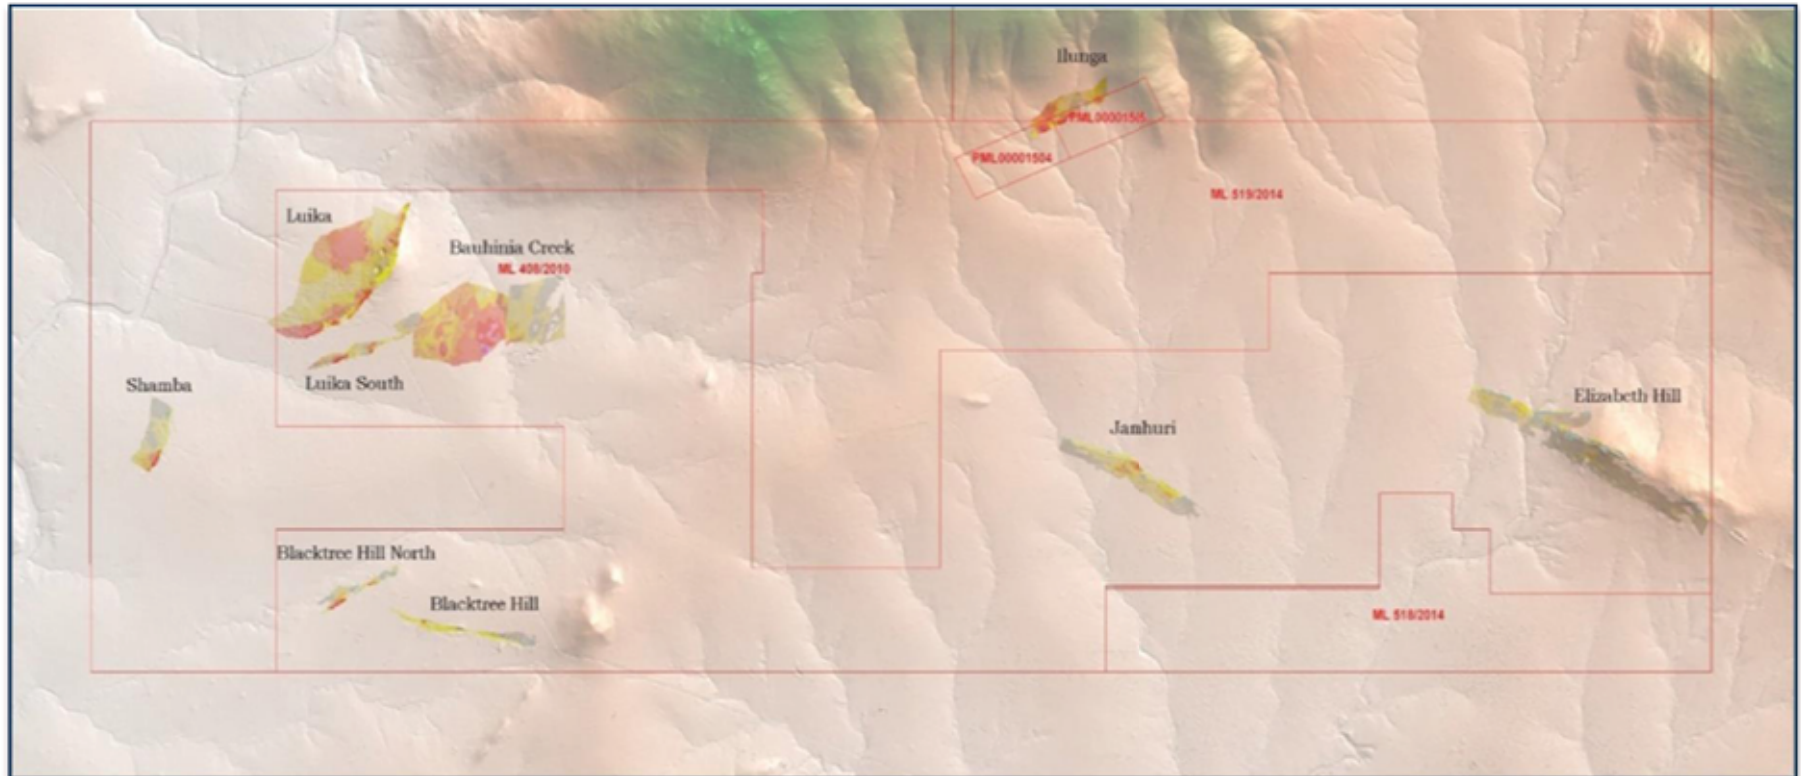 Ilunga
PML00001505
PML00001504
ML 519/2014
Luika
Bauhinia Creek
ML 406/2010
Luika South
Shamba
Elizabeth Hill
Jamhuri
Blacktree Hill North
Blacktree Hill
ML 518/2014